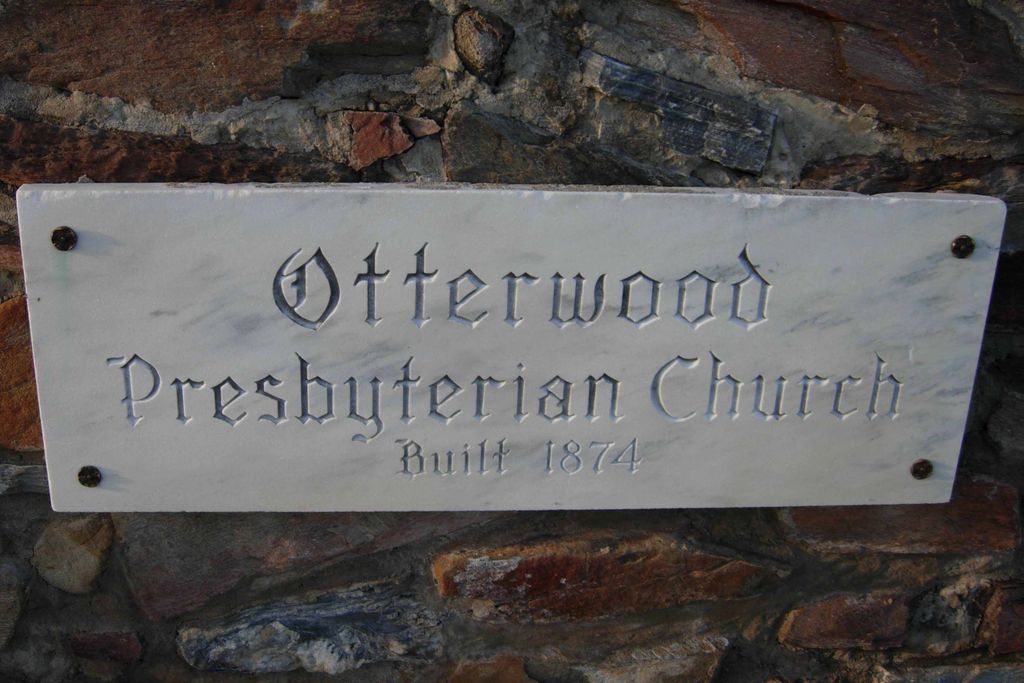 Otterwood
Presbyterian Church
Built 1874